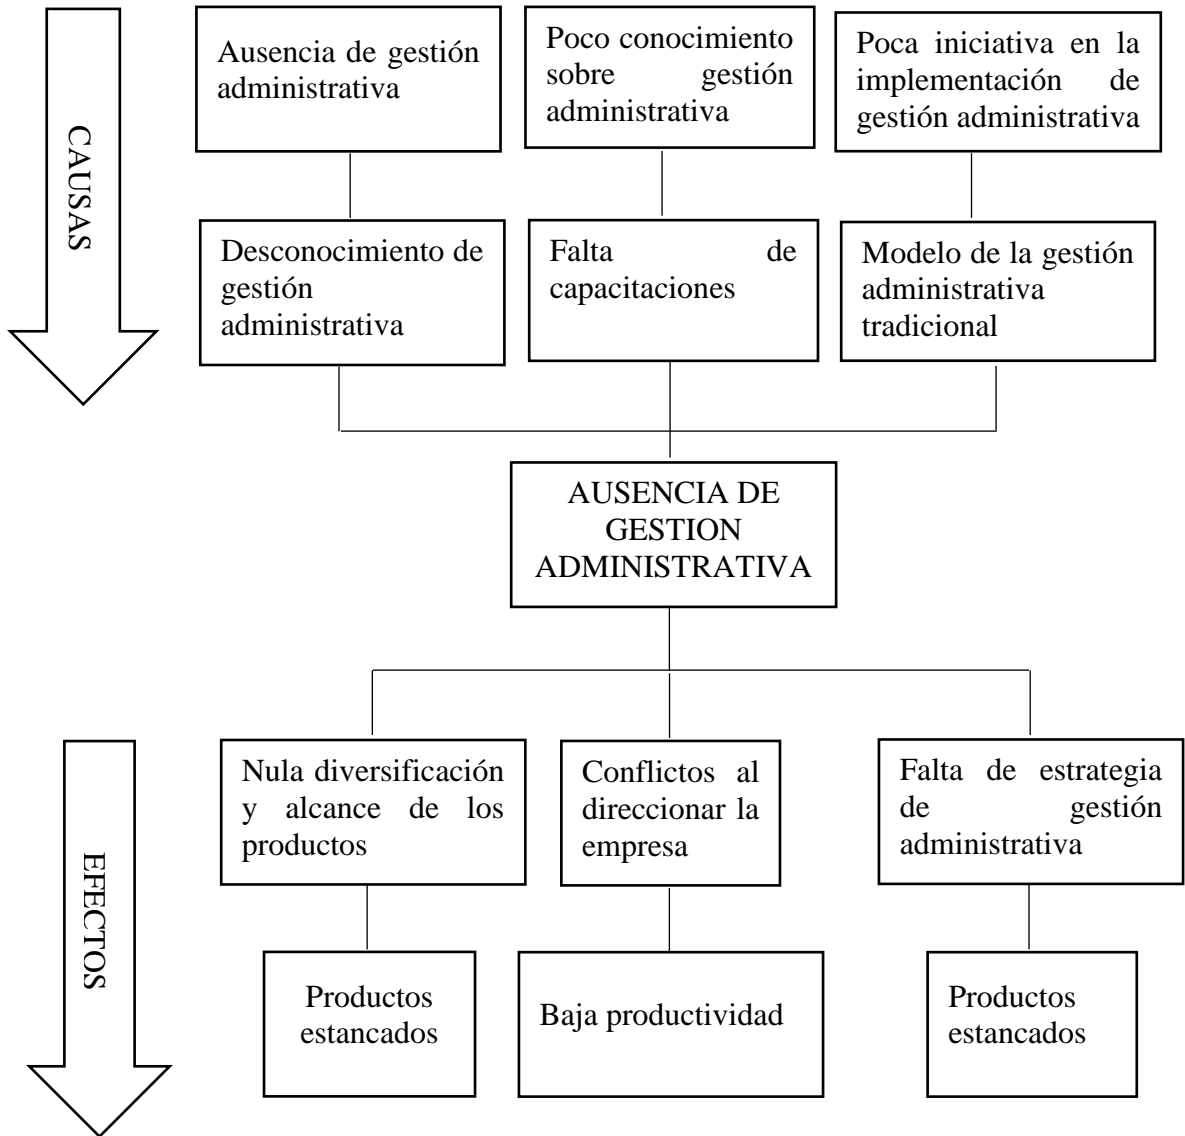 CAUSAS
Ausencia de gestión
administrativa
Poco conocimiento
sobre gestión
administrativa
Poca iniciativa en la
implementación de
gestión administrativa
Desconocimiento de
gestión
administrativa
Falta de
capacitaciones
Modelo de la gestión
administrativa
tradicional
AUSENCIA DE
GESTION
ADMINISTRATIVA
EFECTOS
Nula diversificación
y alcance de los
productos
Conflictos al
direccionar la
empresa
Falta de estrategia
de gestión
administrativa
Productos
estancados
Baja productividad
Productos
estancados